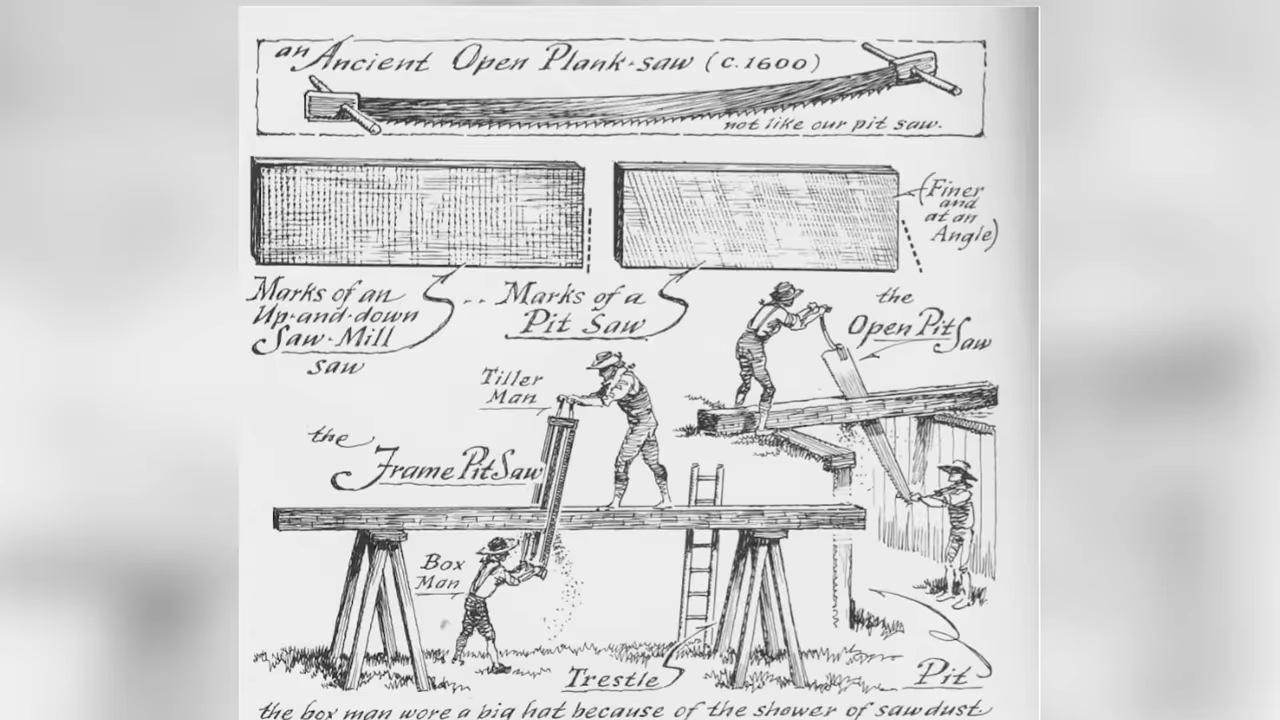 an Ancient Open Plank-saw (c.1600)
not like our pit saw.
(Finer
and
at an
Angle)
Marks of an
Up-and-down
Saw-Mill
saw
Marks of a
Pit Saw
the
Open Pit Saw
Tiller
Man
the
Frame Pit Saw
Box
Man
Trestle
Pit
the box man wore a big hat because of the shower of sawdust